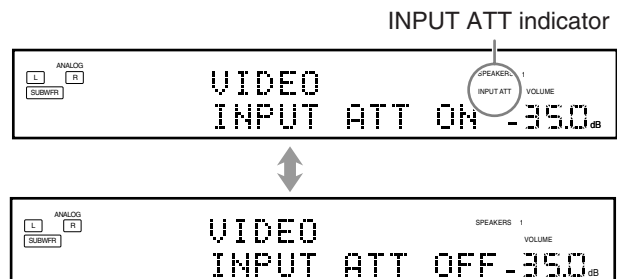 INPUT ATT indicator
ANALOG
L R
SUBWFR
VIDEO
SPEAKERS 1
INPUT ATT
VOLUME
INPUT ATT ON -35.0 dB
ANALOG
L R
SUBWFR
VIDEO
SPEAKERS 1
VOLUME
INPUT ATT OFF -35.0 dB